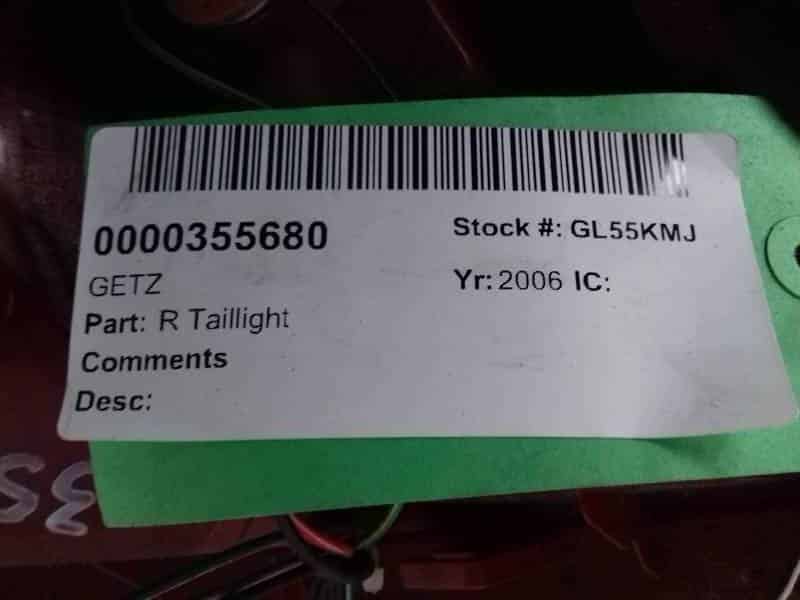 0000355680
Stock #: GL55KMJ
GETZ
Yr: 2006 IC:
Part: R Taillight
Comments
Desc: